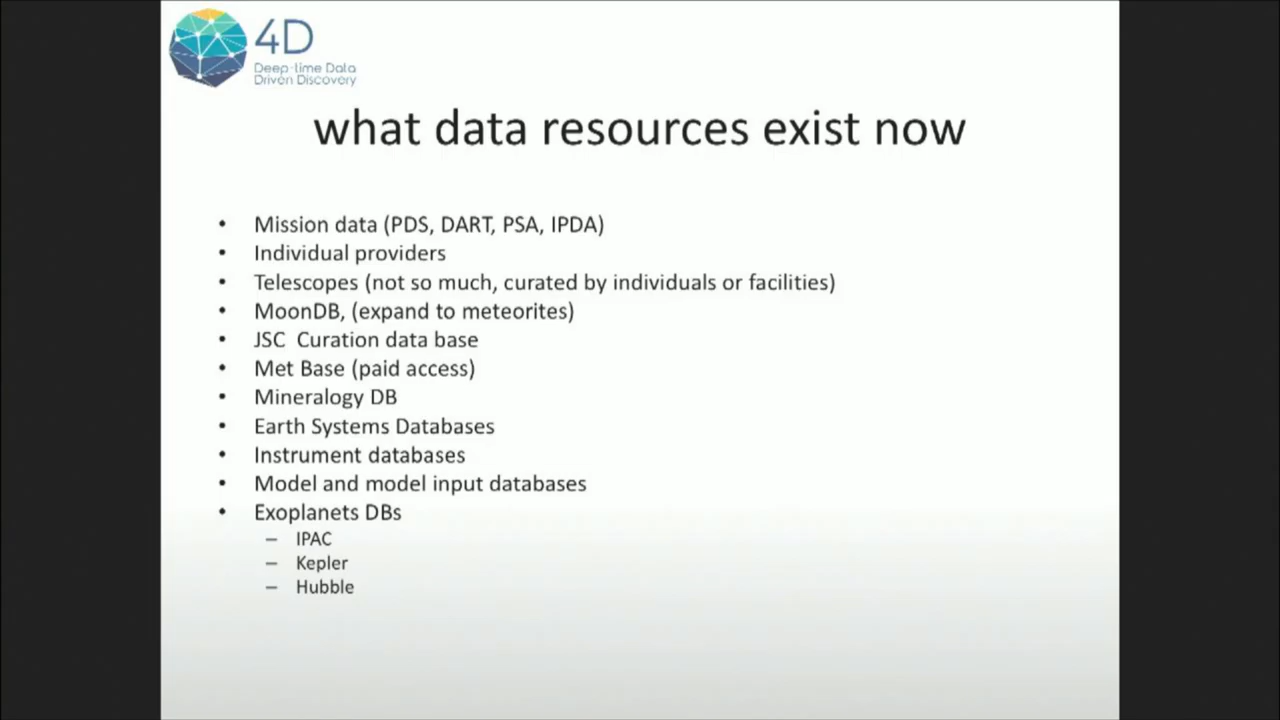 4D
Deep-time Data
Driven Discovery
what data resources exist now
• Mission data (PDS, DART, PSA, IPDA)
• Individual providers
• Telescopes (not so much, curated by individuals or facilities)
• MoonDB, (expand to meteorites)
• JSC  Curation data base
• Met Base (paid access)
• Mineralogy DB
• Earth Systems Databases
• Instrument databases
• Model and model input databases
• Exoplanets DBs
– IPAC
– Kepler
– Hubble